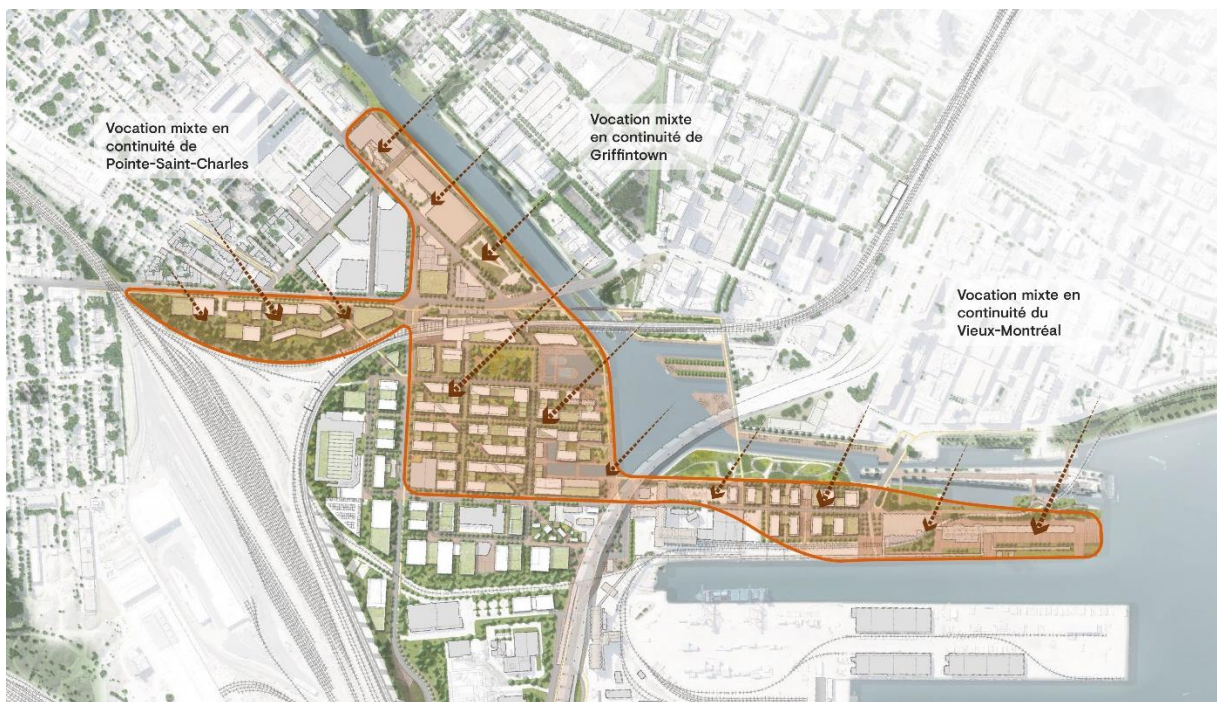 Vocation mixte en
continuité de
Pointe-Saint-Charles
Vocation mixte
en continuité de
Griffintown
Vocation mixte en
continuité du
Vieux-Montréal